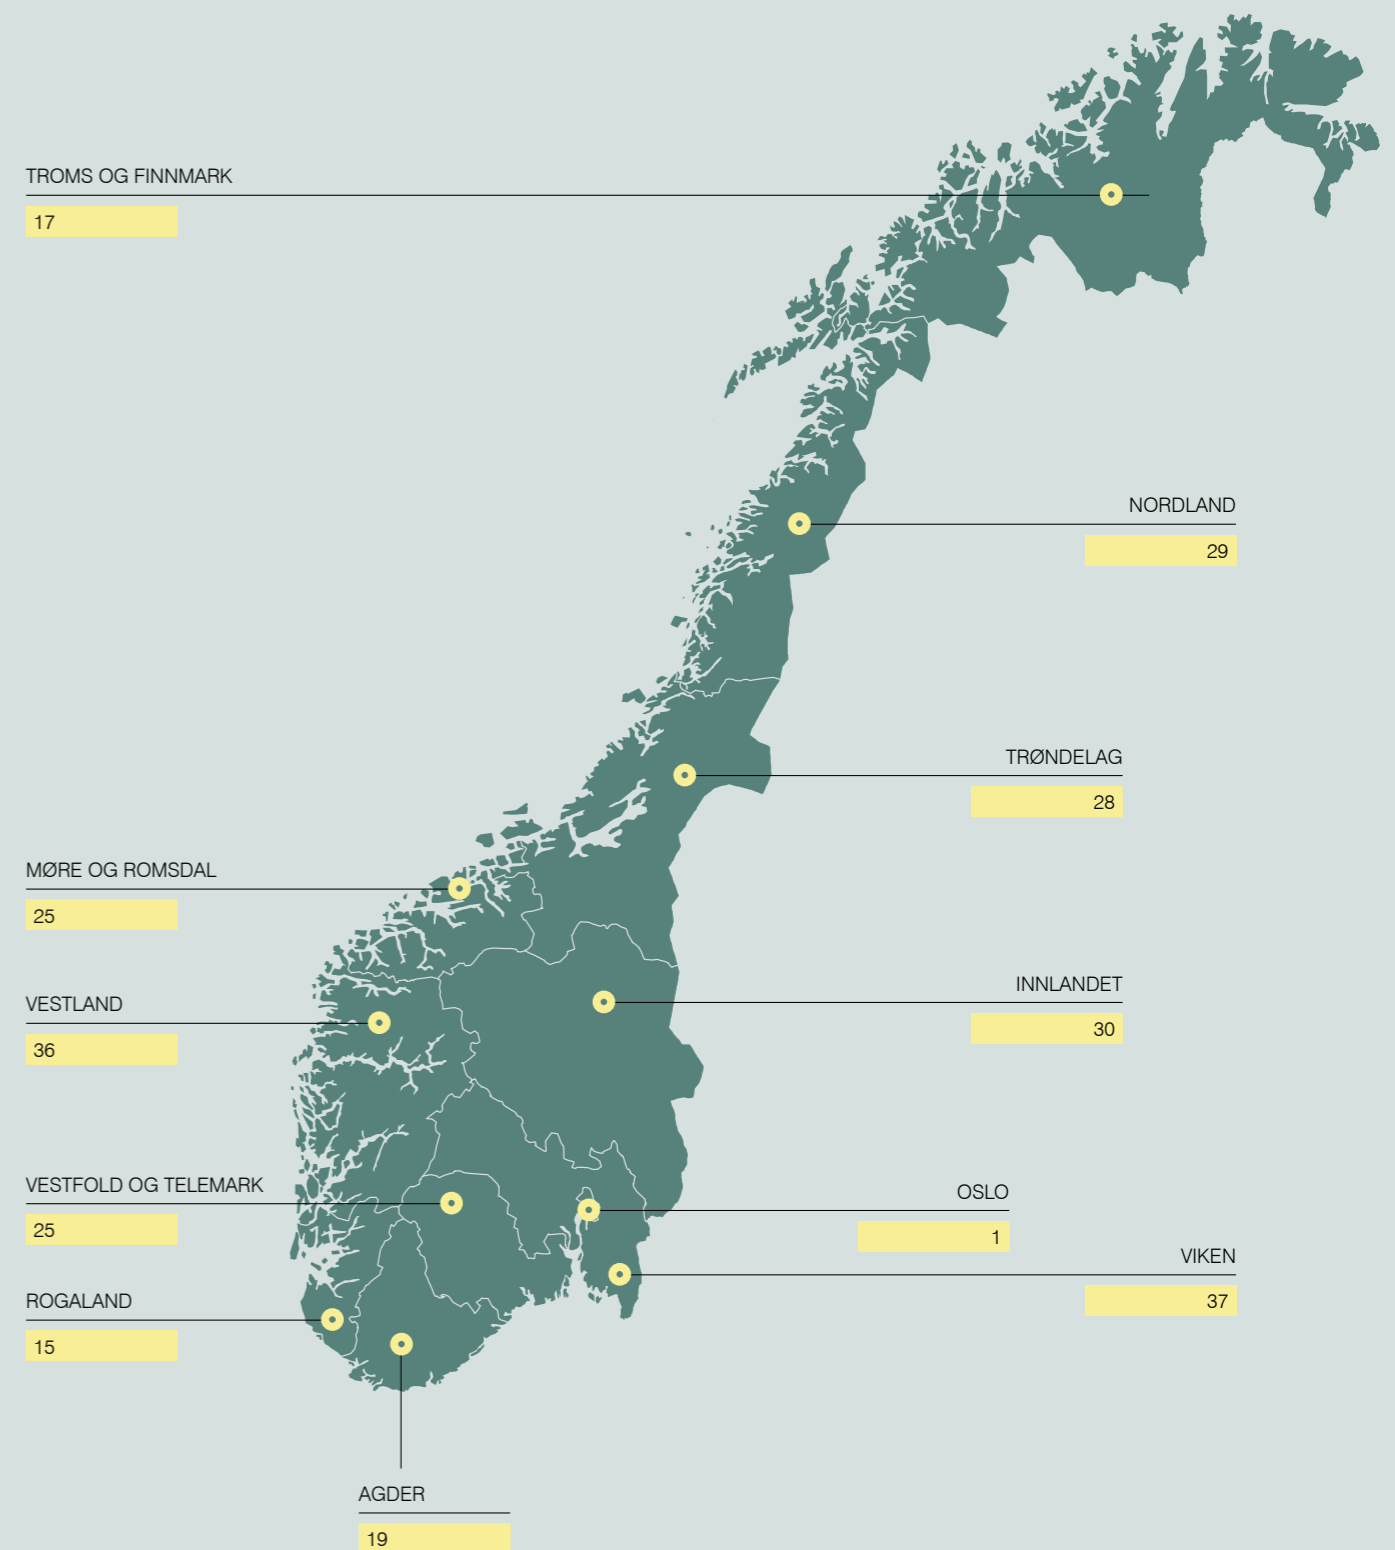 TROMS OG FINNMARK
17
NORDLAND
29
TRØNDELAG
28
MØRE OG ROMSDAL
25
INNLANDET
30
VESTLAND
36
VESTFOLD OG TELEMARK
25
OSLO
1
VIKEN
37
ROGALAND
15
AGDER
19